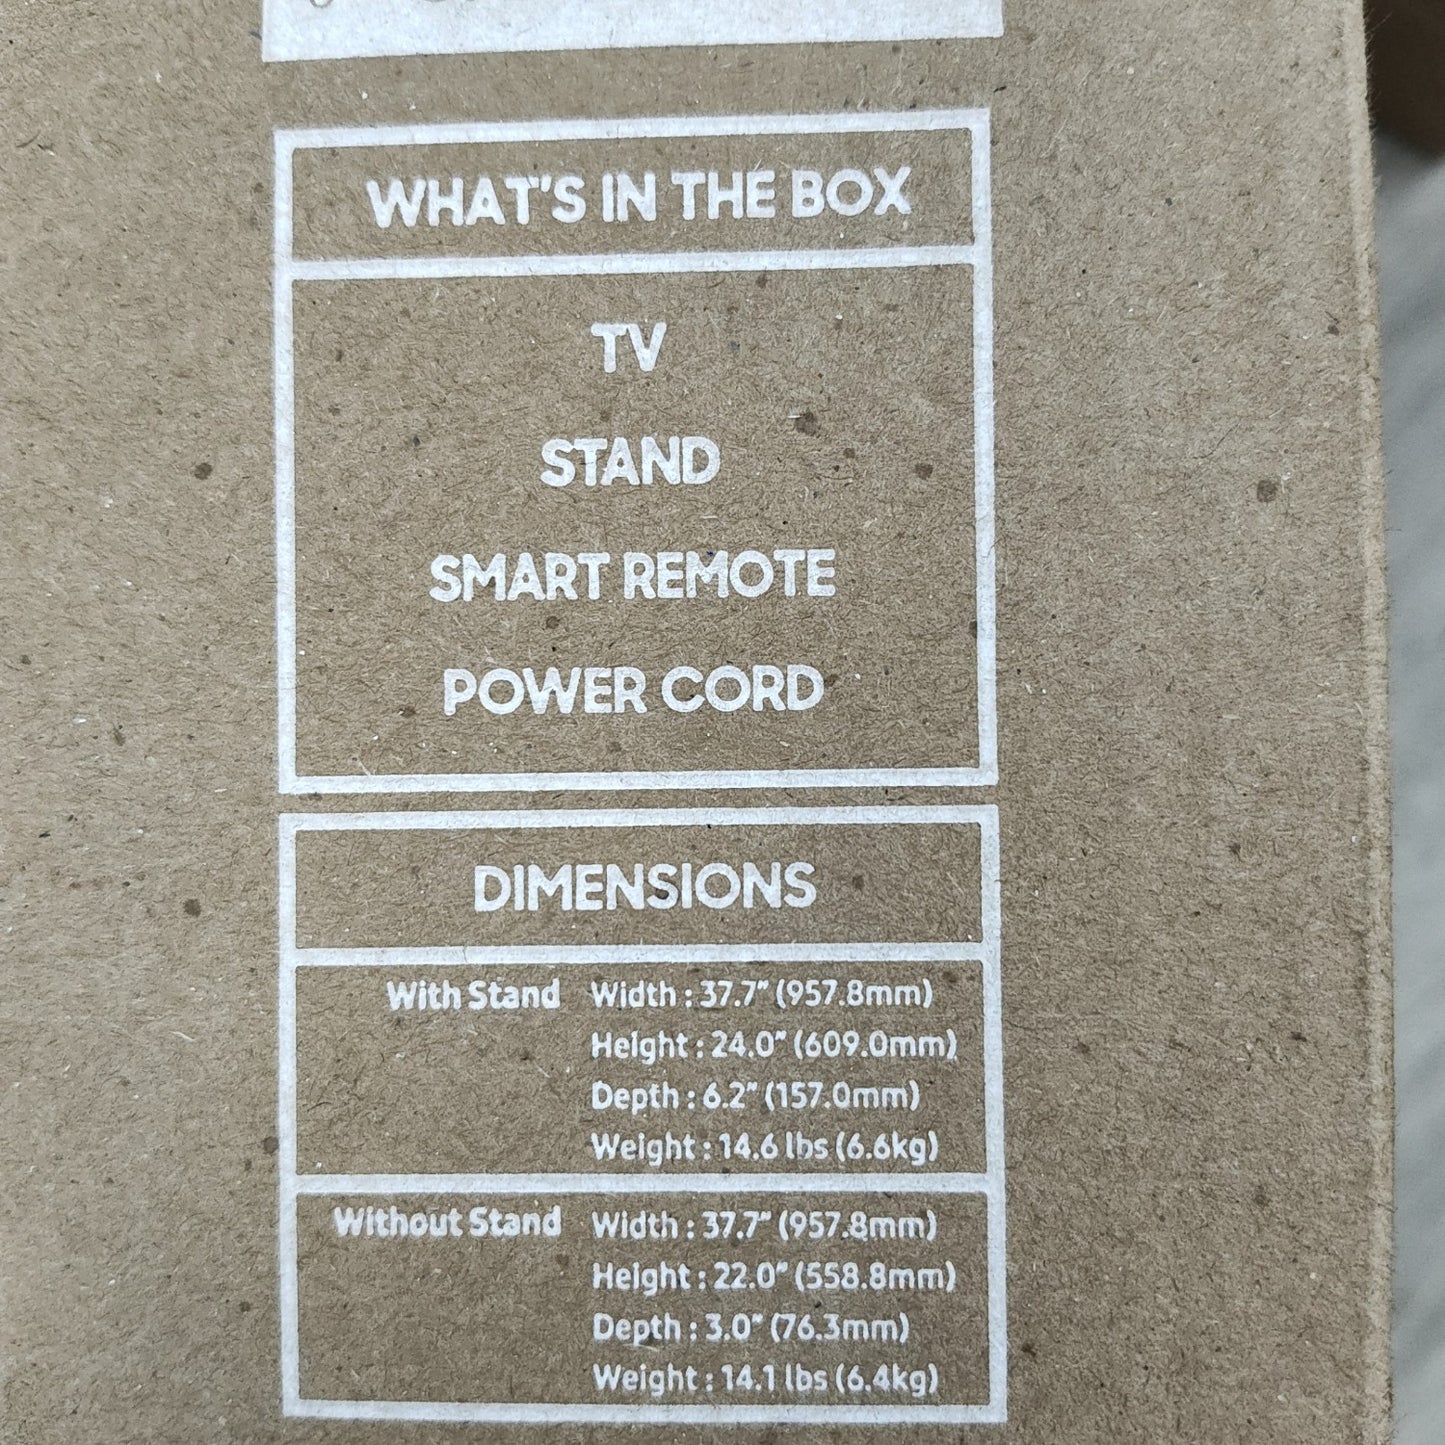 WHAT'S IN THE BOX
TV
STAND
SMART REMOTE
POWER CORD
DIMENSIONS
With Stand Width : 37.7" (957.8mm)
Height : 24.0" (609.0mm)
Depth : 6.2" (157.0mm)
Weight : 14.6 lbs (6.6kg)
Without Stand Width : 37.7" (957.8mm)
Height : 22.0" (558.8mm)
Depth : 3.0" (76.3mm)
Weight : 14.1 lbs (6.4kg)